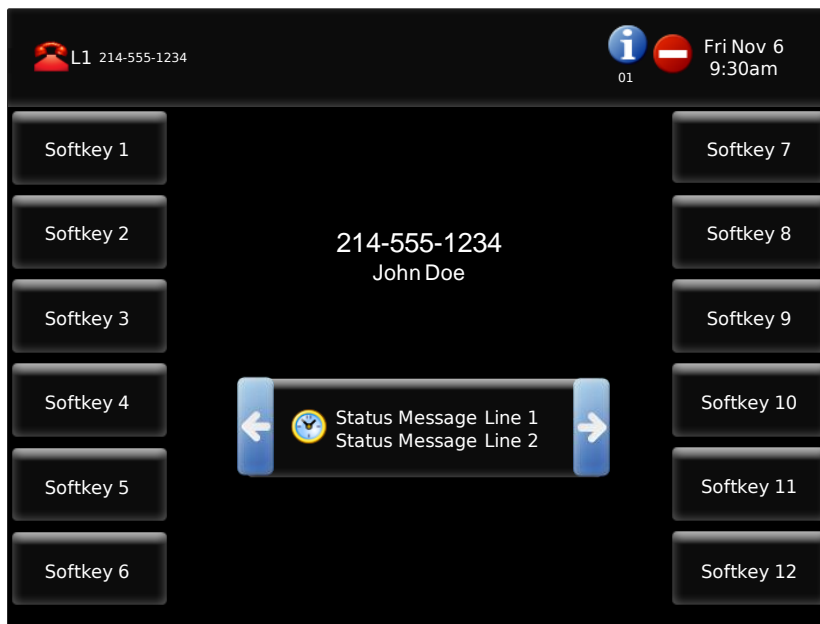 L1 214-555-1234
01
Fri Nov 6
9:30am
Softkey 1
Softkey 2
Softkey 3
Softkey 4
Softkey 5
Softkey 6
214-555-1234
John Doe
Status Message Line 1
Status Message Line 2
Softkey 7
Softkey 8
Softkey 9
Softkey 10
Softkey 11
Softkey 12